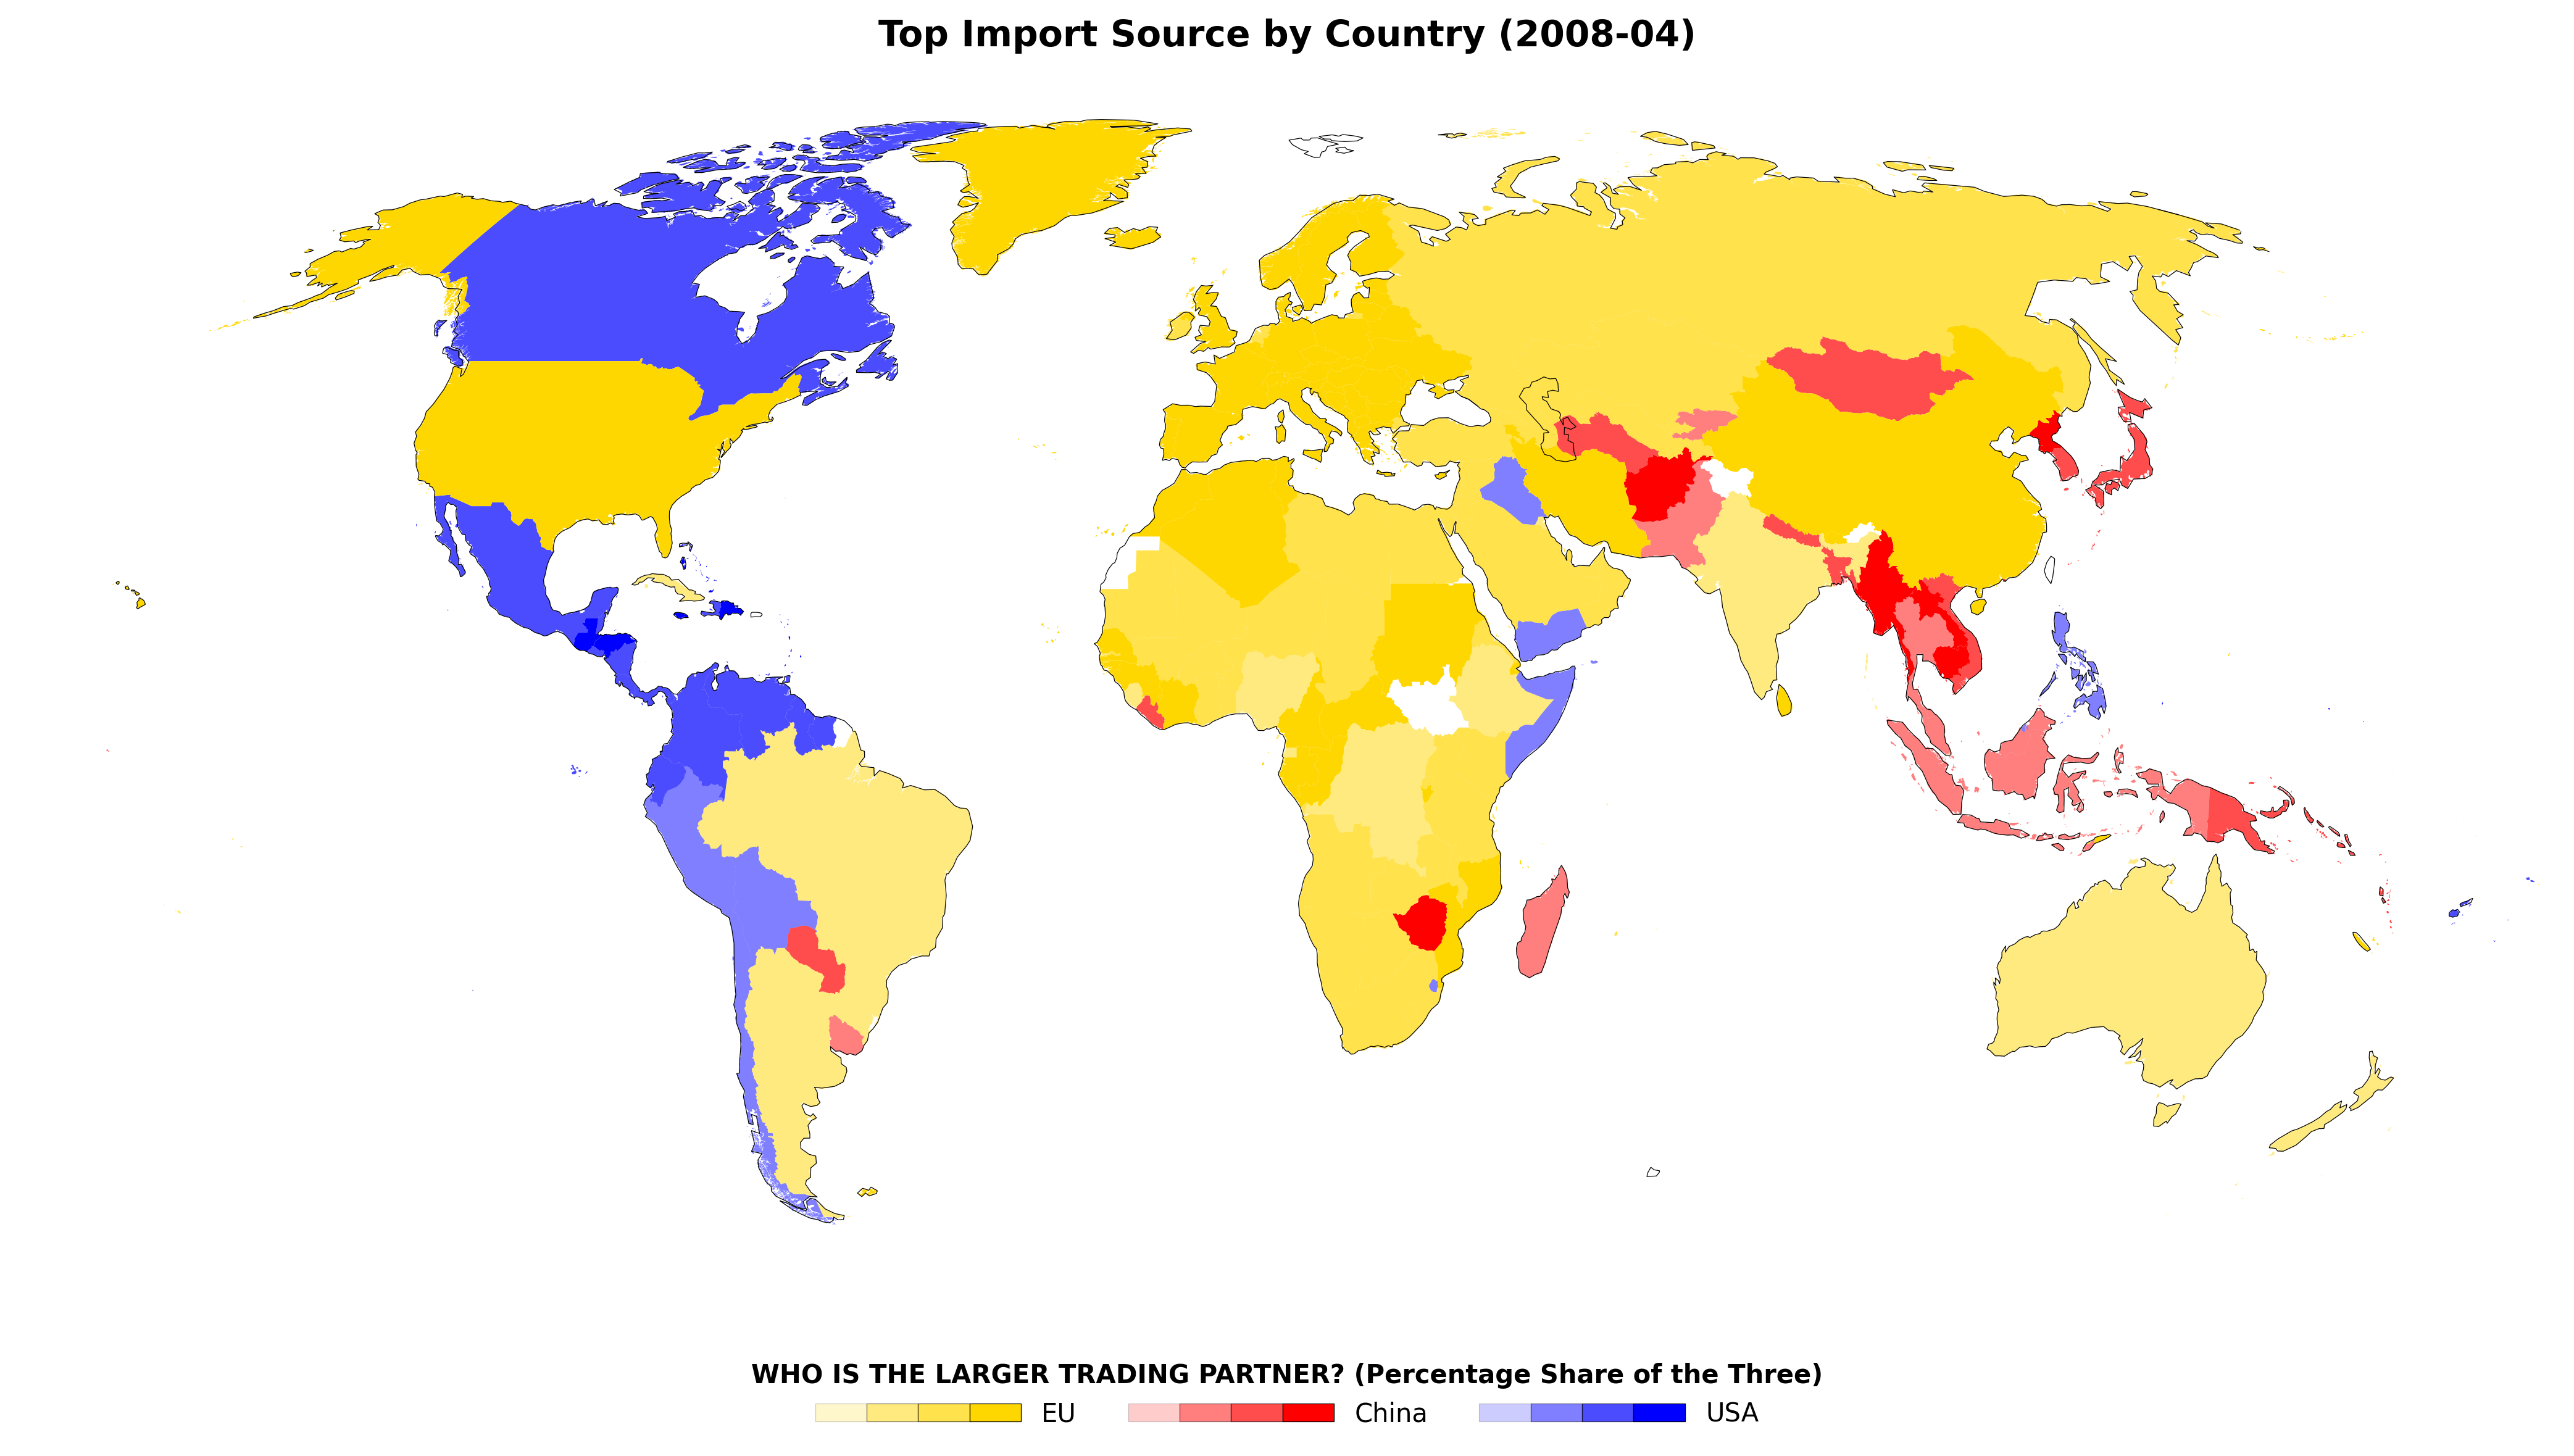 Top Import Source by Country (2008-04)
WHO IS THE LARGER TRADING PARTNER? (Percentage Share of the Three)
EU China USA